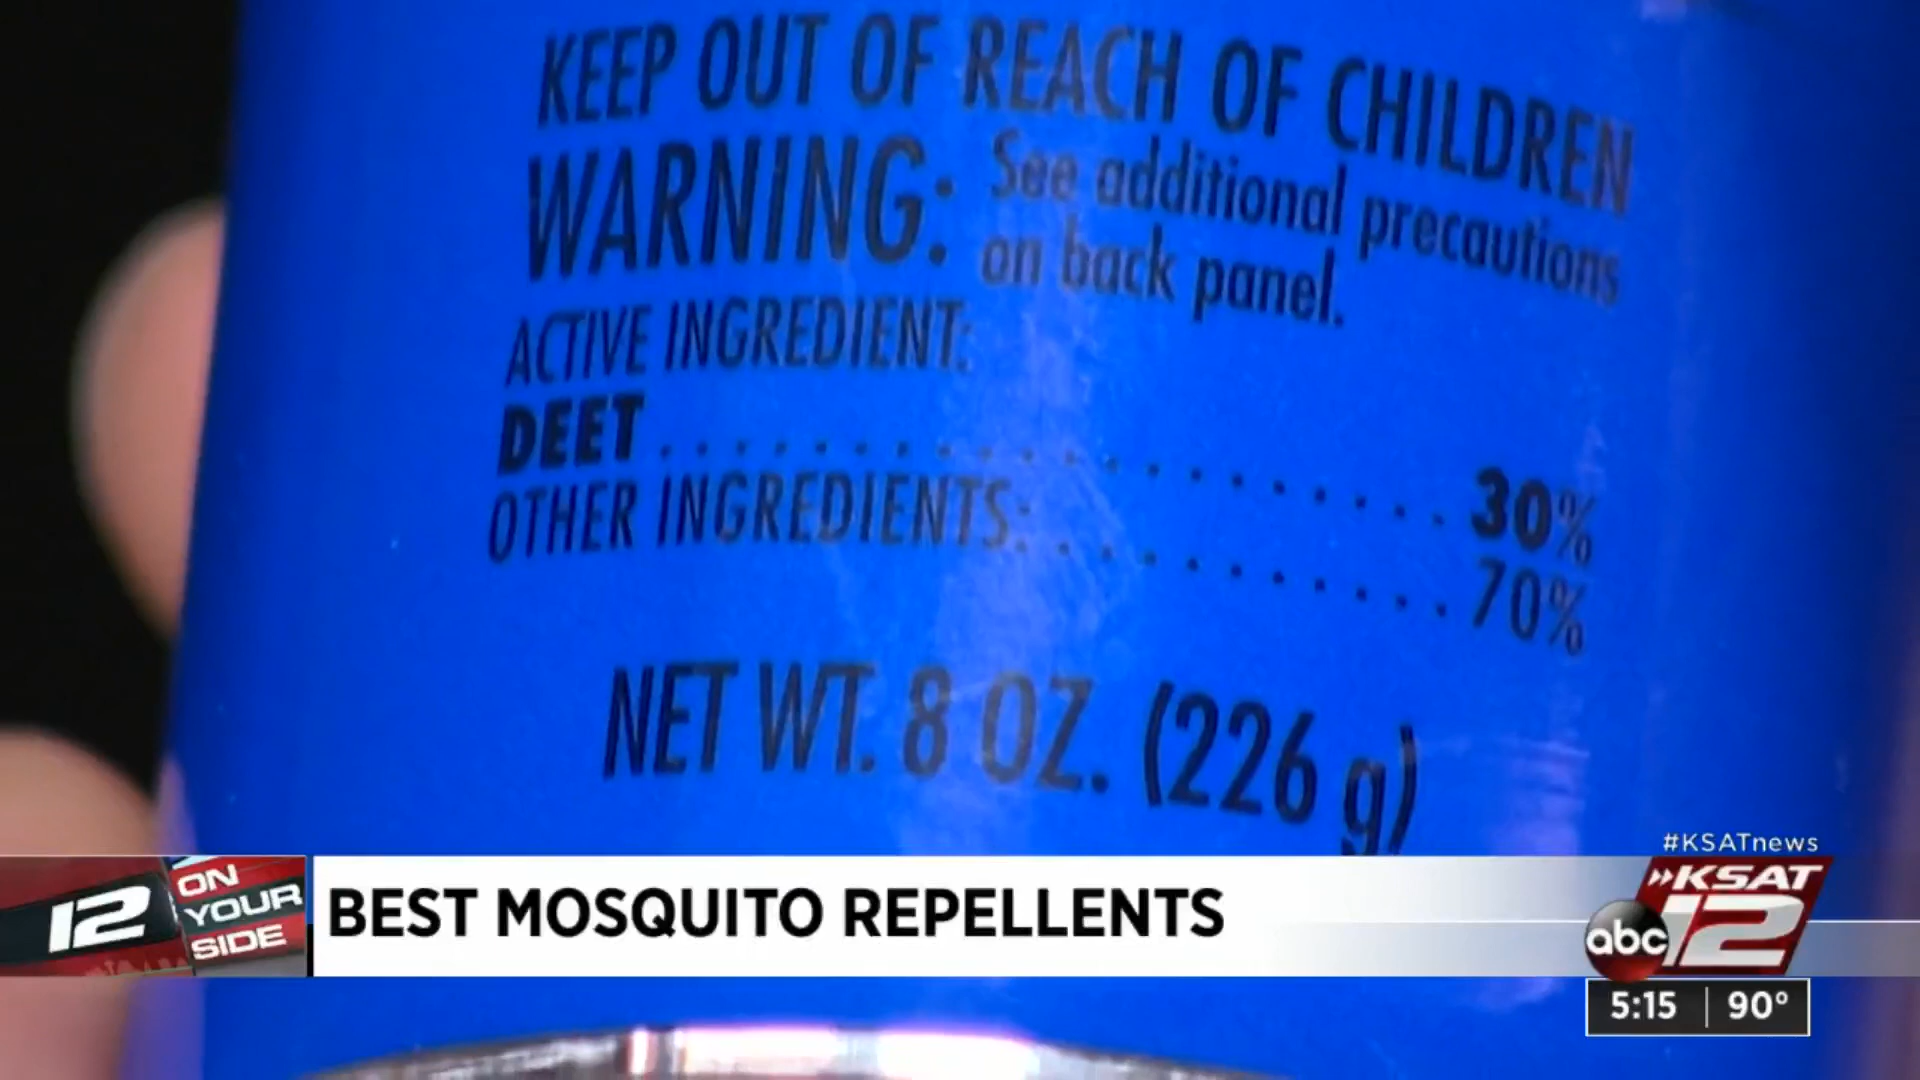 KEEP OUT OF REACH OF CHILDREN
WARNING: See additional precautions
on back panel.
ACTIVE INGREDIENT:
DEET . . . . . . . . . . . . . . . . . . . 30%
OTHER INGREDIENTS: . . . . . . . . . . 70%
NET WT. 8 OZ. (226 g)
#KSATnews
12 ON YOUR SIDE
BEST MOSQUITO REPELLENTS
KSAT
abc 12
5:15 | 90°